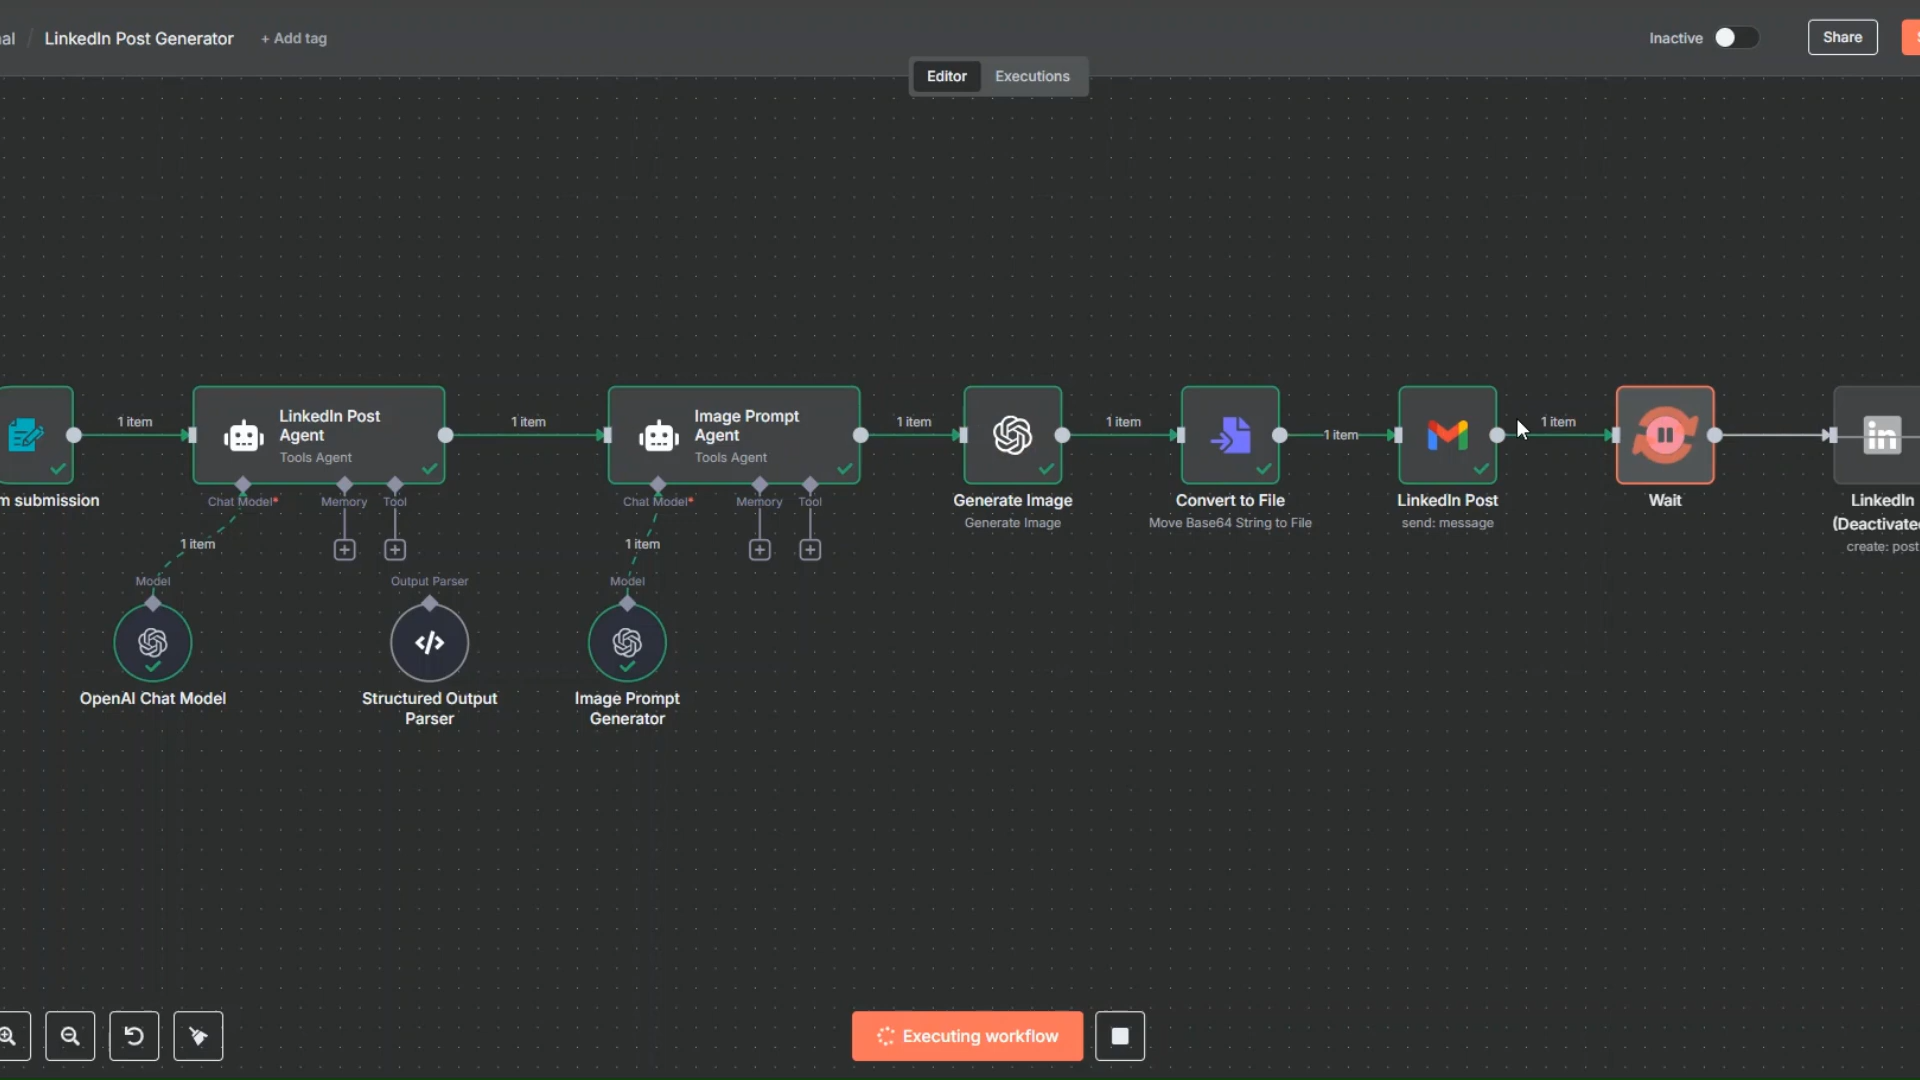 al / LinkedIn Post Generator + Add tag
Inactive
Share
Editor Executions
1 item
LinkedIn Post
Agent
Tools Agent
1 item
Image Prompt
Agent
Tools Agent
1 item
1 item
1 item
1 item
m submission
Chat Model*
Memory
Tool
Chat Model*
Memory
Tool
Generate Image
Generate Image
Convert to File
Move Base64 String to File
LinkedIn Post
send: message
Wait
LinkedIn
(Deactivate
create: post
1 item
1 item
Model
Output Parser
Model
OpenAI Chat Model
Structured Output
Parser
Image Prompt
Generator
Executing workflow